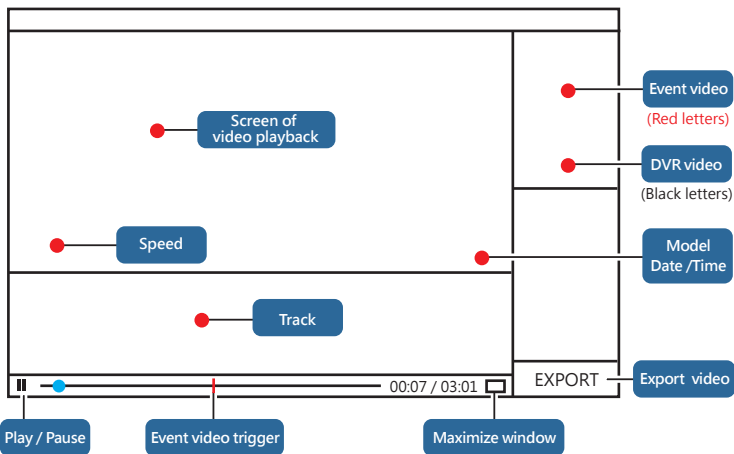 Event video
(Red letters)
Screen of
video playback
DVR video
(Black letters)
Speed
Model
Date /Time
Track
00:07 / 03:01
EXPORT
Export video
Play / Pause
Event video trigger
Maximize window